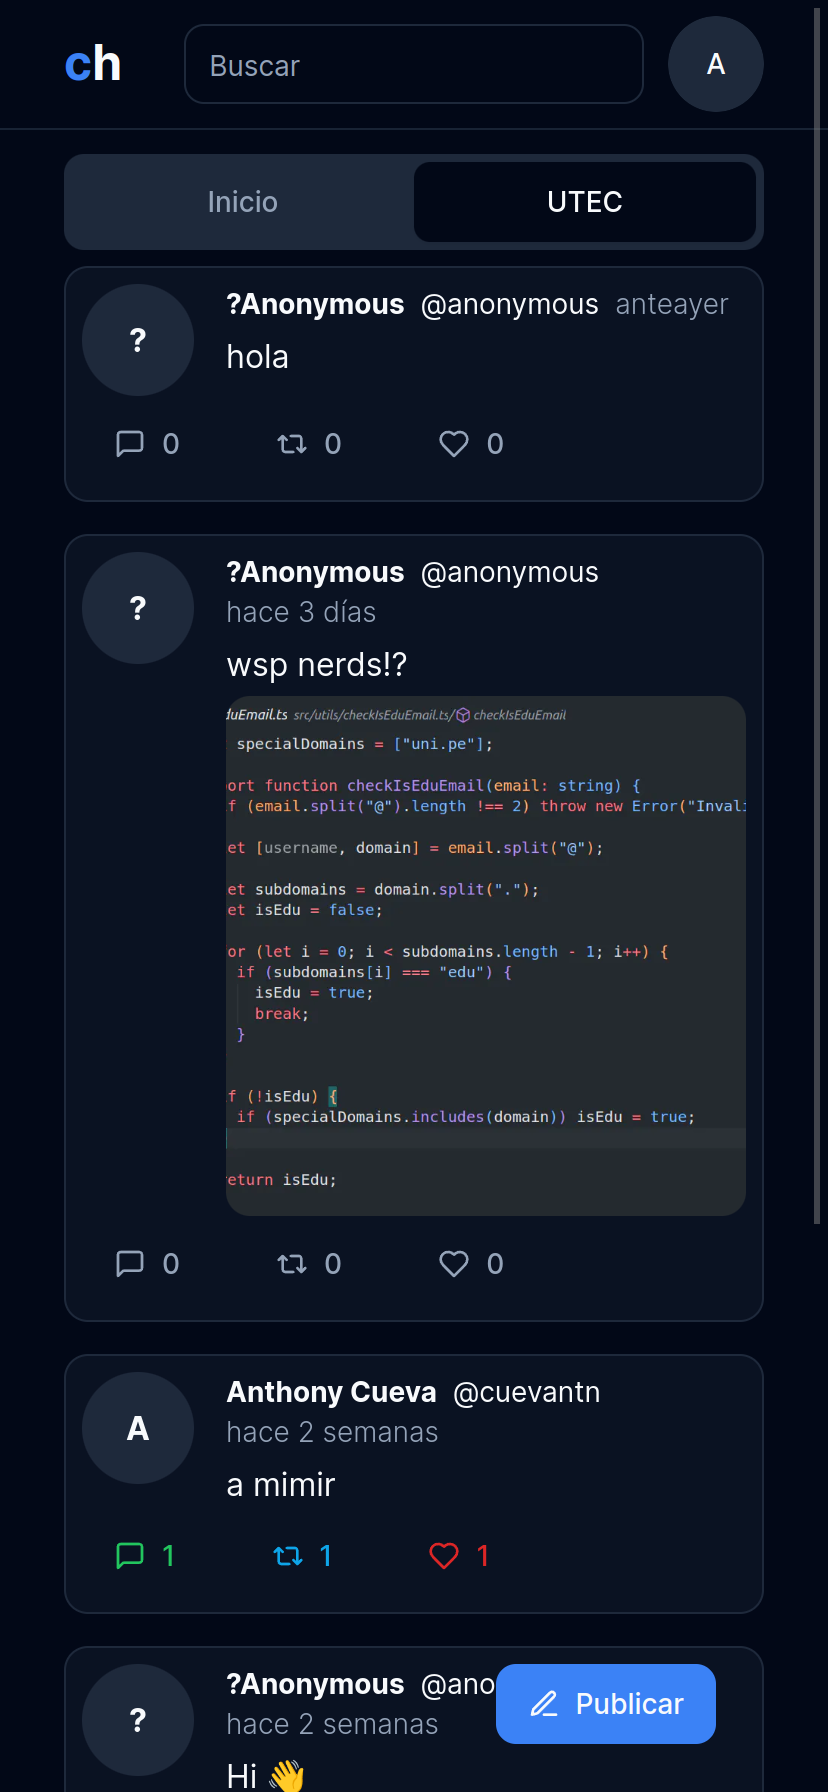 ch
Buscar
A
Inicio
UTEC
?
?Anonymous @anonymous anteayer
hola
0 0 0
?
?Anonymous @anonymous
hace 3 días
wsp nerds!?
duEmail.ts src/utils/checkIsEduEmail.ts/ checkIsEduEmail
specialDomains = ["uni.pe"];
ort function checkIsEduEmail(email: string) {
f (email.split("@").length !== 2) throw new Error("Invali
et [username, domain] = email.split("@");
et subdomains = domain.split(".");
et isEdu = false;
or (let i = 0; i < subdomains.length - 1; i++) {
if (subdomains[i] === "edu") {
isEdu = true;
break;
}
f (!isEdu) {
if (specialDomains.includes(domain)) isEdu = true;
eturn isEdu;
0 0 0
A
Anthony Cueva @cuevantn
hace 2 semanas
a mimir
1 1 1
?
?Anonymous @ano
hace 2 semanas
Publicar
Hi 👋